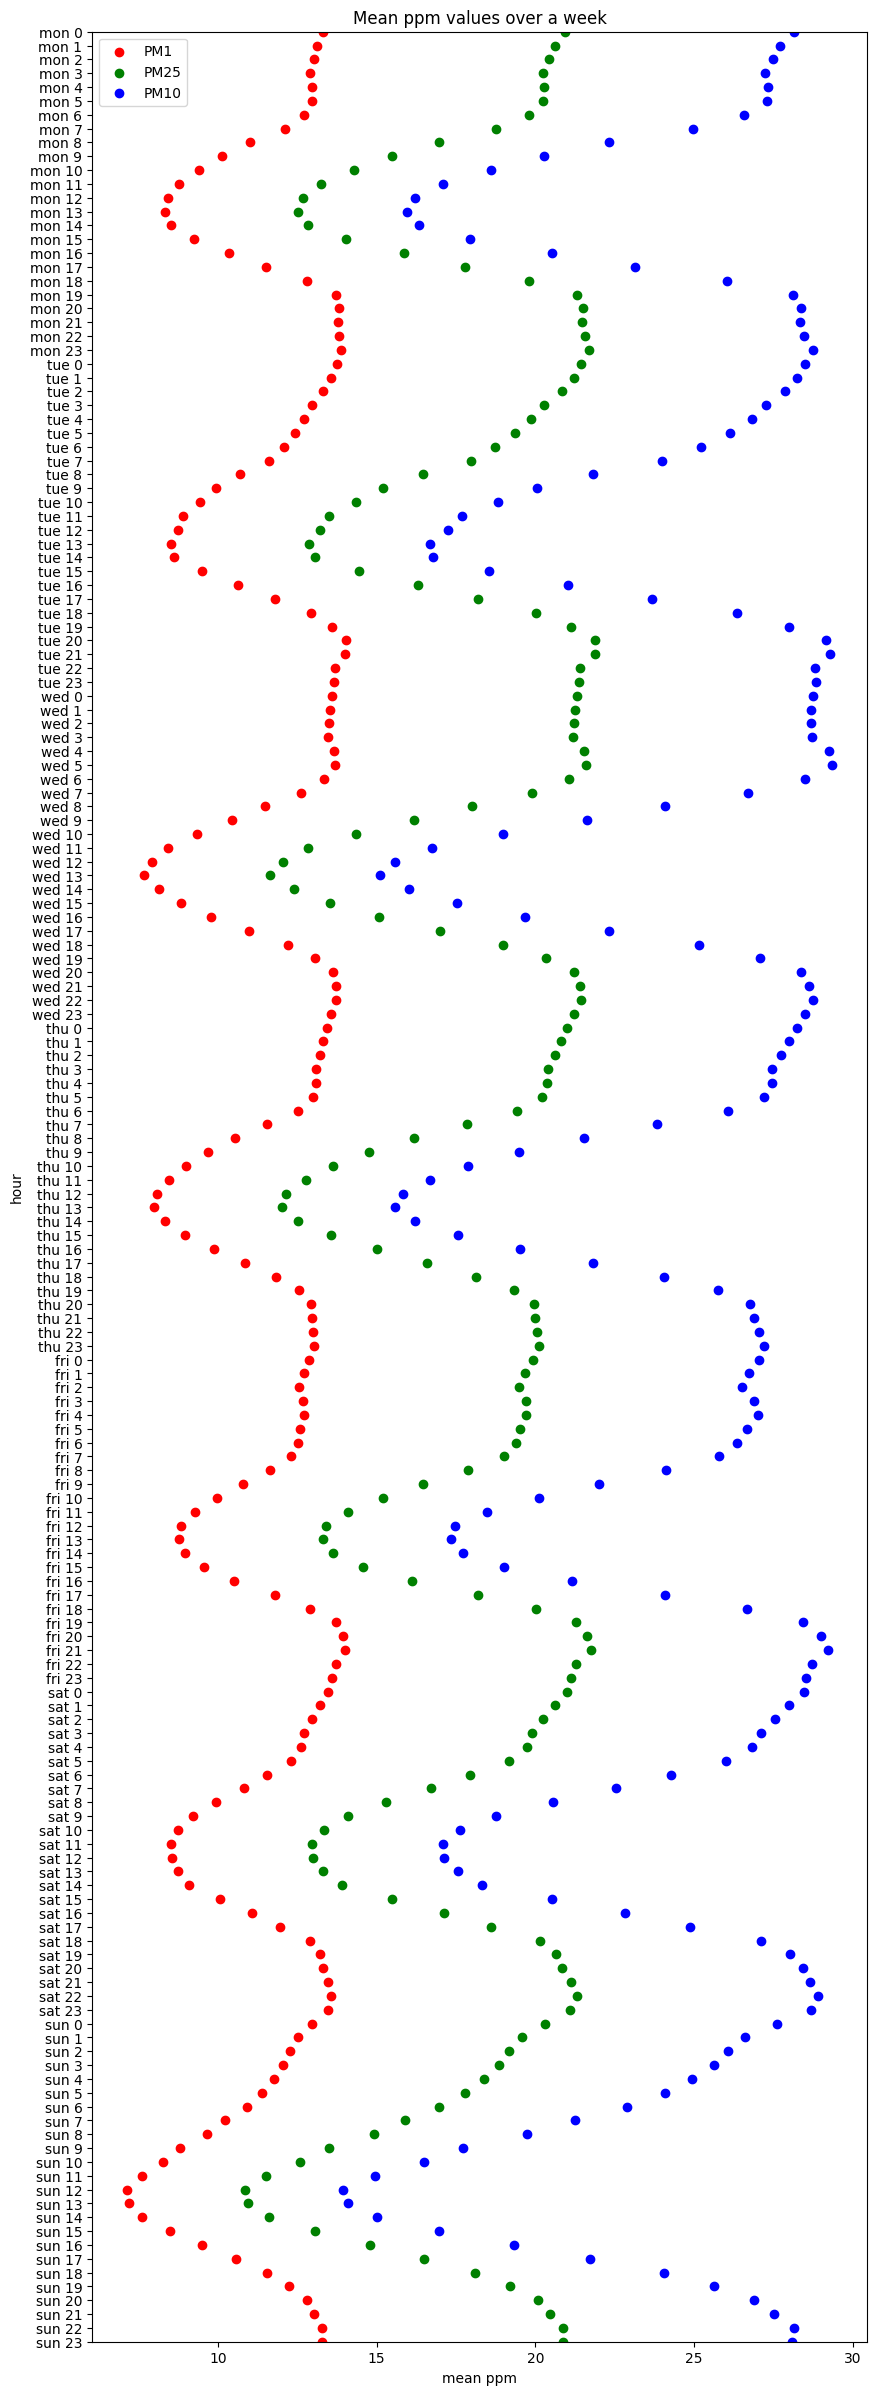 Mean ppm values over a week
PM1
PM25
PM10
mon 0
mon 1
mon 2
mon 3
mon 4
mon 5
mon 6
mon 7
mon 8
mon 9
mon 10
mon 11
mon 12
mon 13
mon 14
mon 15
mon 16
mon 17
mon 18
mon 19
mon 20
mon 21
mon 22
mon 23
tue 0
tue 1
tue 2
tue 3
tue 4
tue 5
tue 6
tue 7
tue 8
tue 9
tue 10
tue 11
tue 12
tue 13
tue 14
tue 15
tue 16
tue 17
tue 18
tue 19
tue 20
tue 21
tue 22
tue 23
wed 0
wed 1
wed 2
wed 3
wed 4
wed 5
wed 6
wed 7
wed 8
wed 9
wed 10
wed 11
wed 12
wed 13
wed 14
wed 15
wed 16
wed 17
wed 18
wed 19
wed 20
wed 21
wed 22
wed 23
thu 0
thu 1
thu 2
thu 3
thu 4
thu 5
thu 6
thu 7
thu 8
thu 9
thu 10
thu 11
thu 12
thu 13
thu 14
thu 15
thu 16
thu 17
thu 18
thu 19
thu 20
thu 21
thu 22
thu 23
fri 0
fri 1
fri 2
fri 3
fri 4
fri 5
fri 6
fri 7
fri 8
fri 9
fri 10
fri 11
fri 12
fri 13
fri 14
fri 15
fri 16
fri 17
fri 18
fri 19
fri 20
fri 21
fri 22
fri 23
sat 0
sat 1
sat 2
sat 3
sat 4
sat 5
sat 6
sat 7
sat 8
sat 9
sat 10
sat 11
sat 12
sat 13
sat 14
sat 15
sat 16
sat 17
sat 18
sat 19
sat 20
sat 21
sat 22
sat 23
sun 0
sun 1
sun 2
sun 3
sun 4
sun 5
sun 6
sun 7
sun 8
sun 9
sun 10
sun 11
sun 12
sun 13
sun 14
sun 15
sun 16
sun 17
sun 18
sun 19
sun 20
sun 21
sun 22
sun 23
hour
10 15 20 25 30
mean ppm